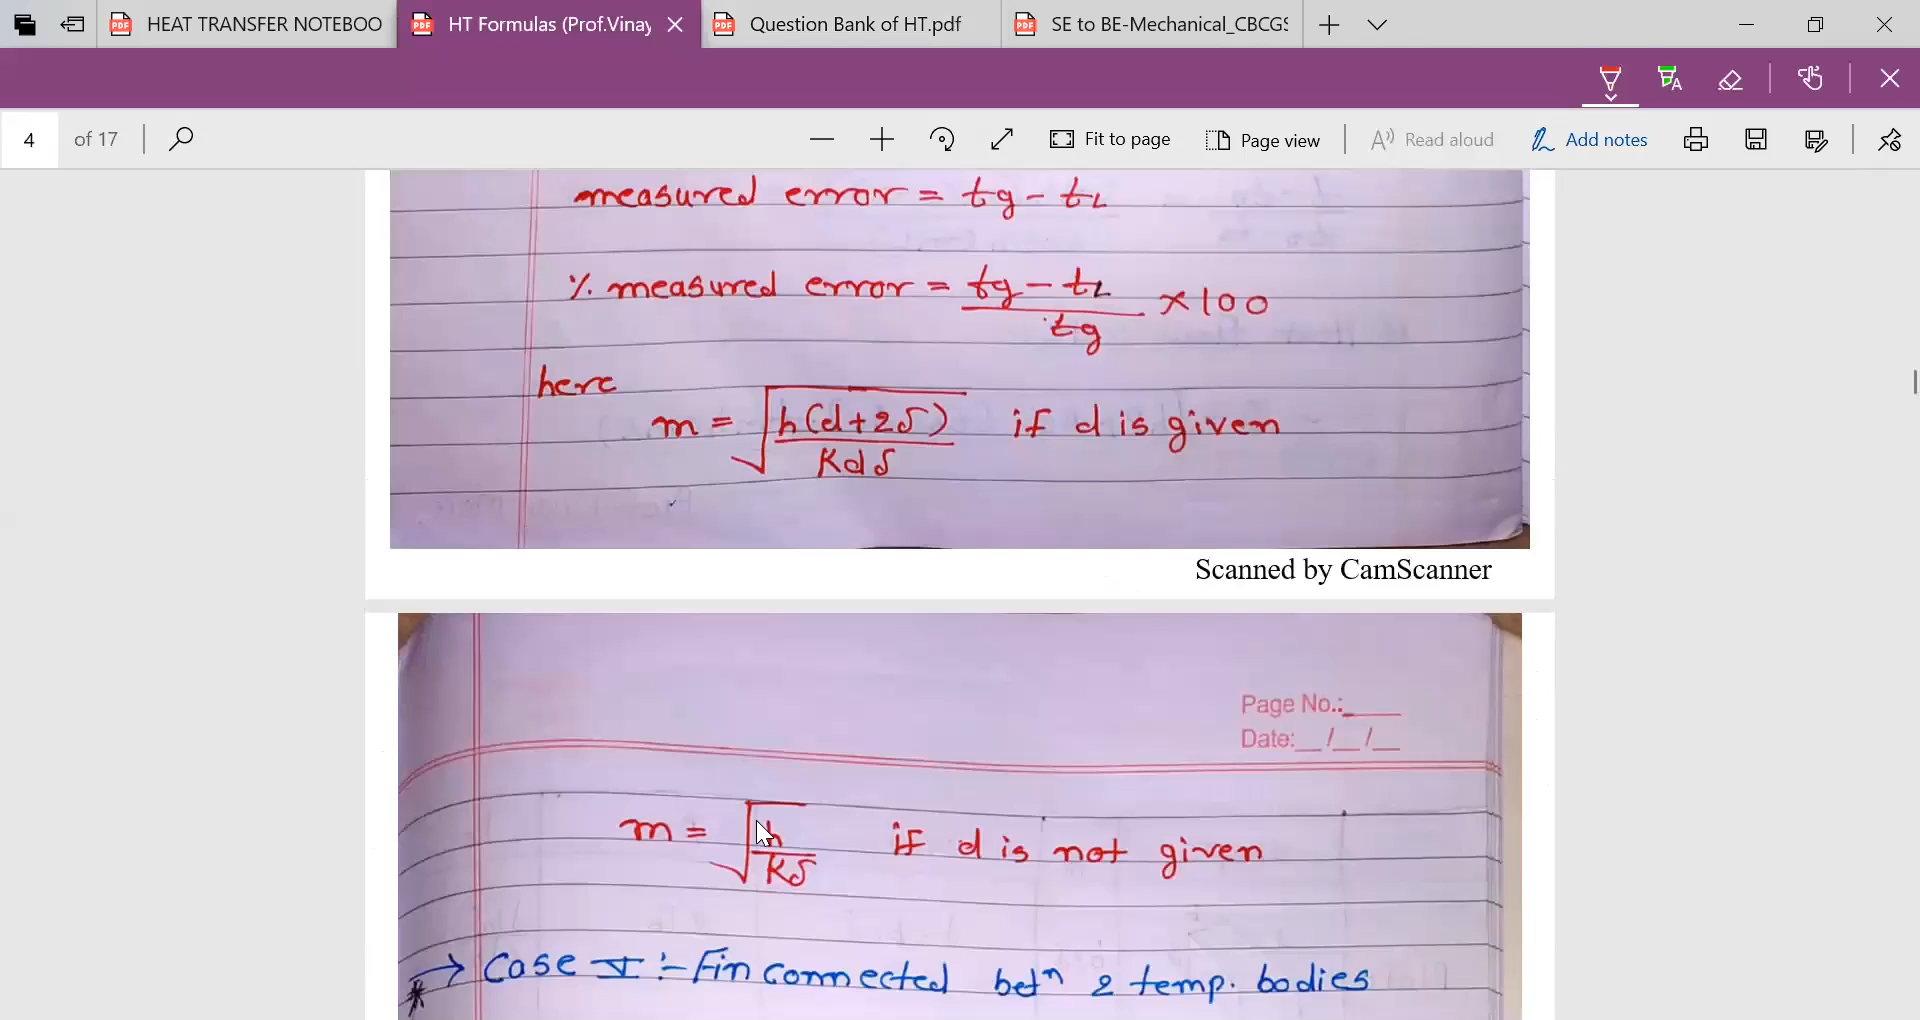 HEAT TRANSFER NOTEBOO
HT Formulas (Prof.Vinay
Question Bank of HT.pdf
SE to BE-Mechanical_CBCGS
4 of 17
Fit to page
Page view
Read aloud
Add notes
measured error = tg - tL
% measured error = (tg - tL)/tg × 100
here
m = √(h(d+2δ)/(Kdδ)) if d is given
Scanned by CamScanner
Page No.:
Date: / /
m = √(h/(Kδ)) if d is not given
→ Case V :- Fin connected betn 2 temp. bodies